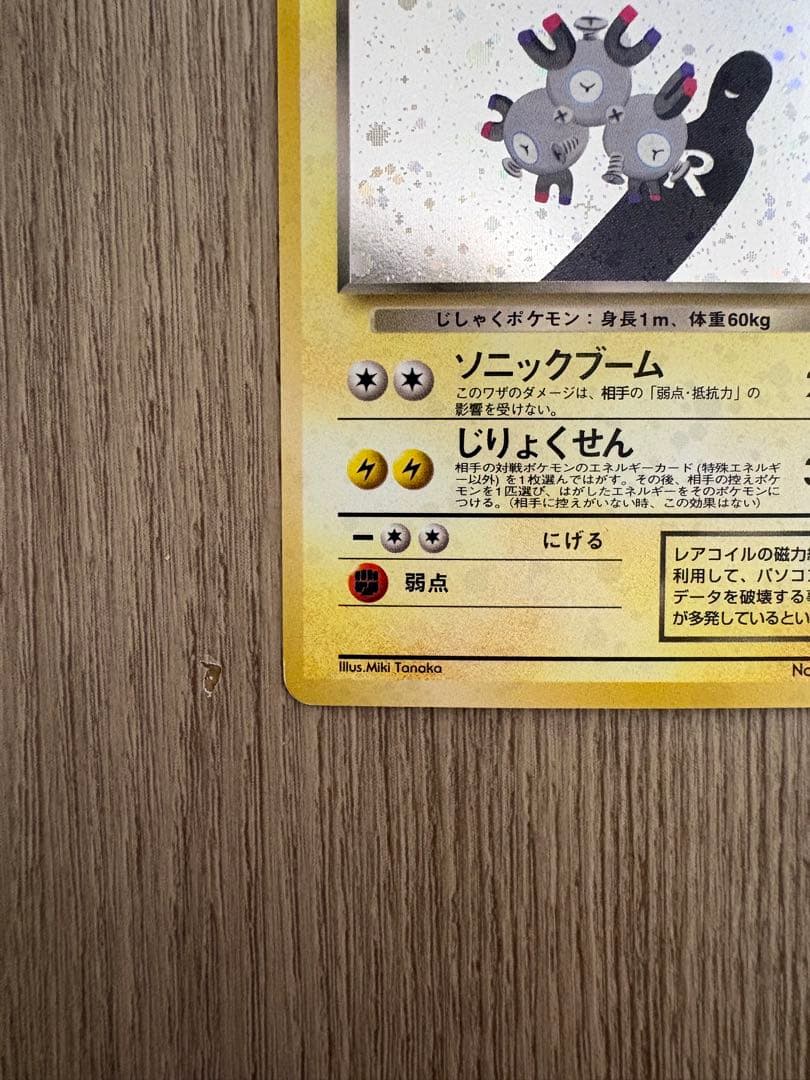 R
じしゃくポケモン：身長1m、体重60kg
ソニックブーム
このワザのダメージは、相手の「弱点・抵抗力」の
影響を受けない。
じりょくせん
相手の対戦ポケモンのエネルギーカード(特殊エネルギ
ー以外)を1枚選んではがす。その後、相手の控えポケ
モンを1匹選び、はがしたエネルギーをそのポケモンに
つける。(相手に控えがいない時、この効果はない)
にげる
弱点
レアコイルの磁力
利用して、パソコ
データを破壊する
が多発しているとい
Illus.Miki Tanaka
No